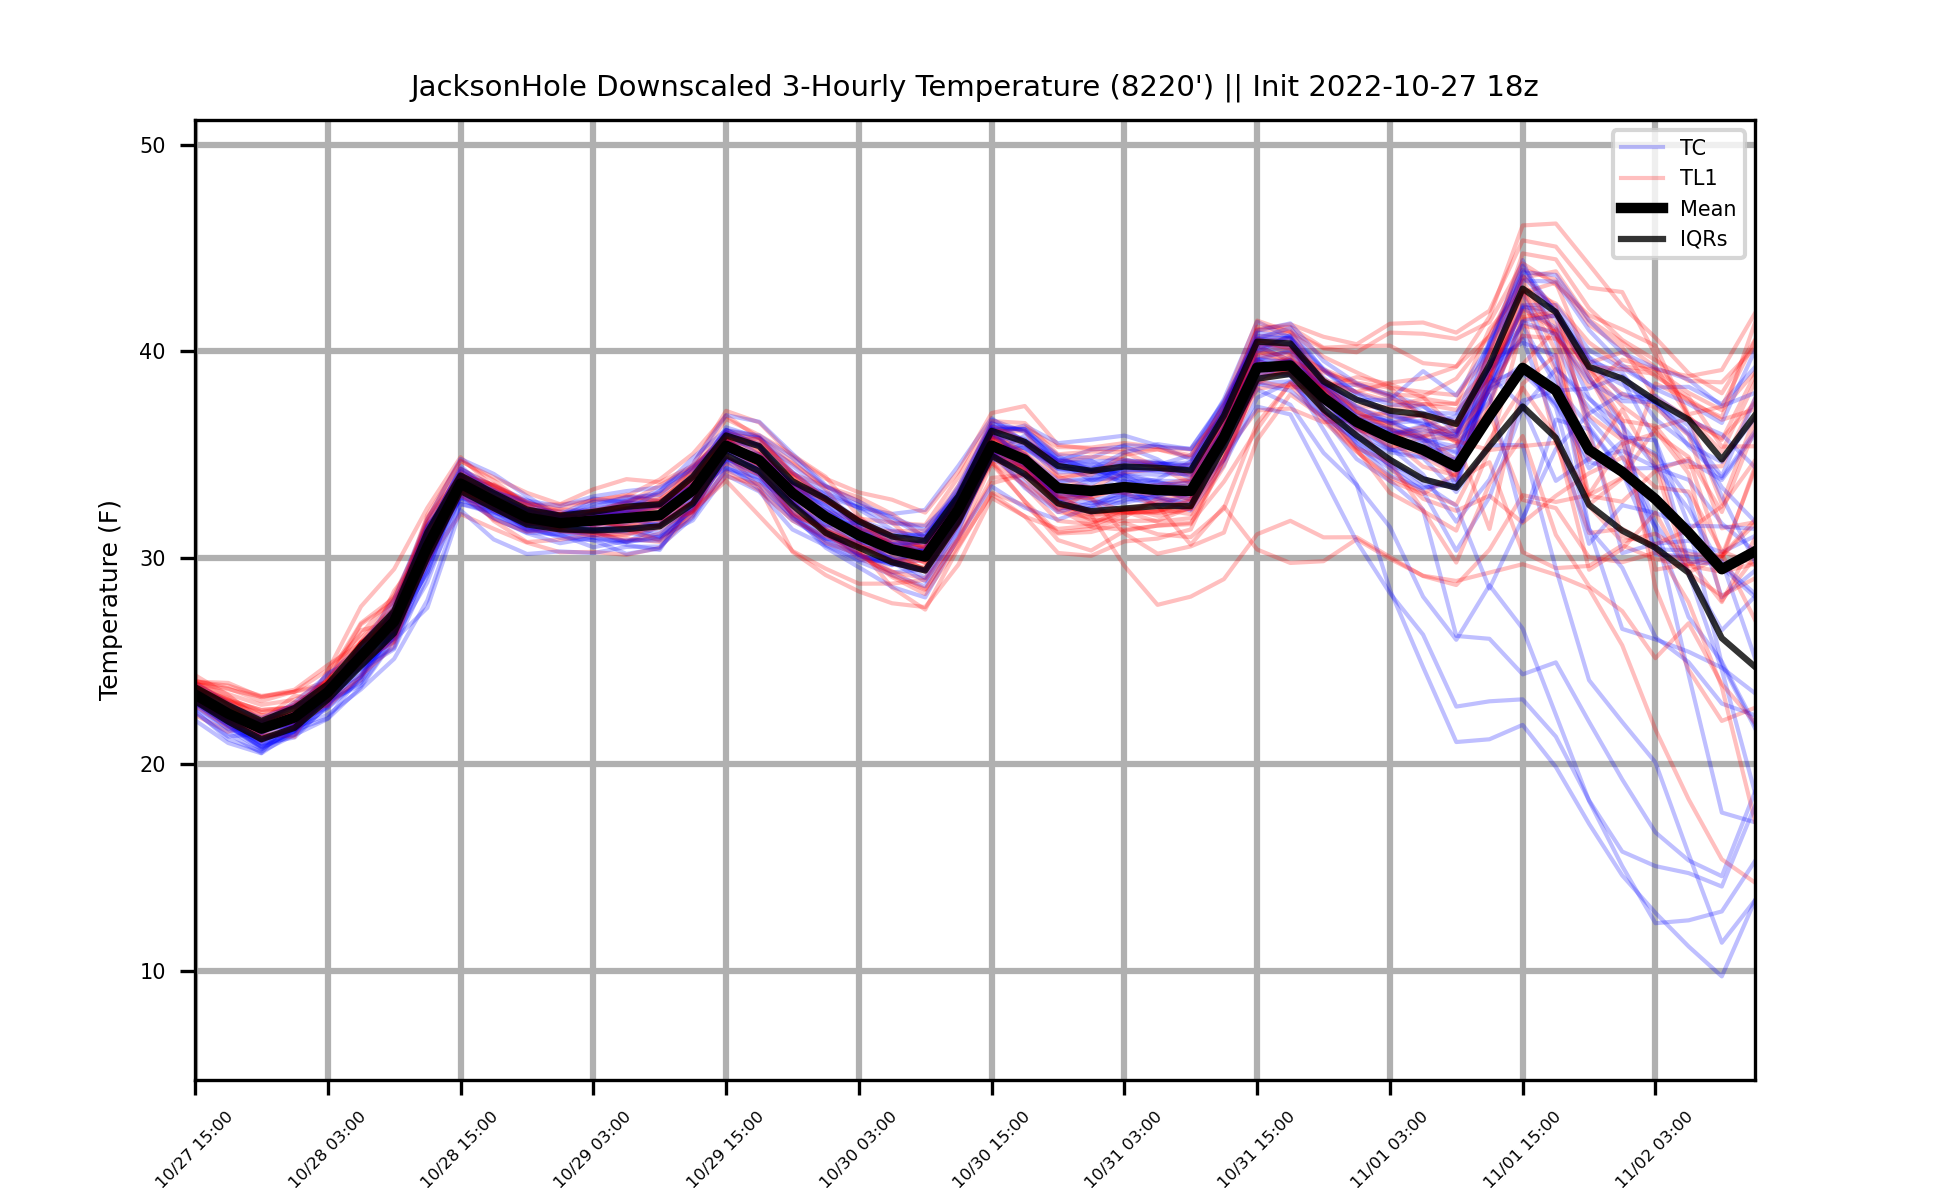 JacksonHole Downscaled 3-Hourly Temperature (8220') || Init 2022-10-27 18z
TC
TL1
Mean
IQRs
Temperature (F)
50
40
30
20
10
10/27 15:00
10/28 03:00
10/28 15:00
10/29 03:00
10/29 15:00
10/30 03:00
10/30 15:00
10/31 03:00
10/31 15:00
11/01 03:00
11/01 15:00
11/02 03:00